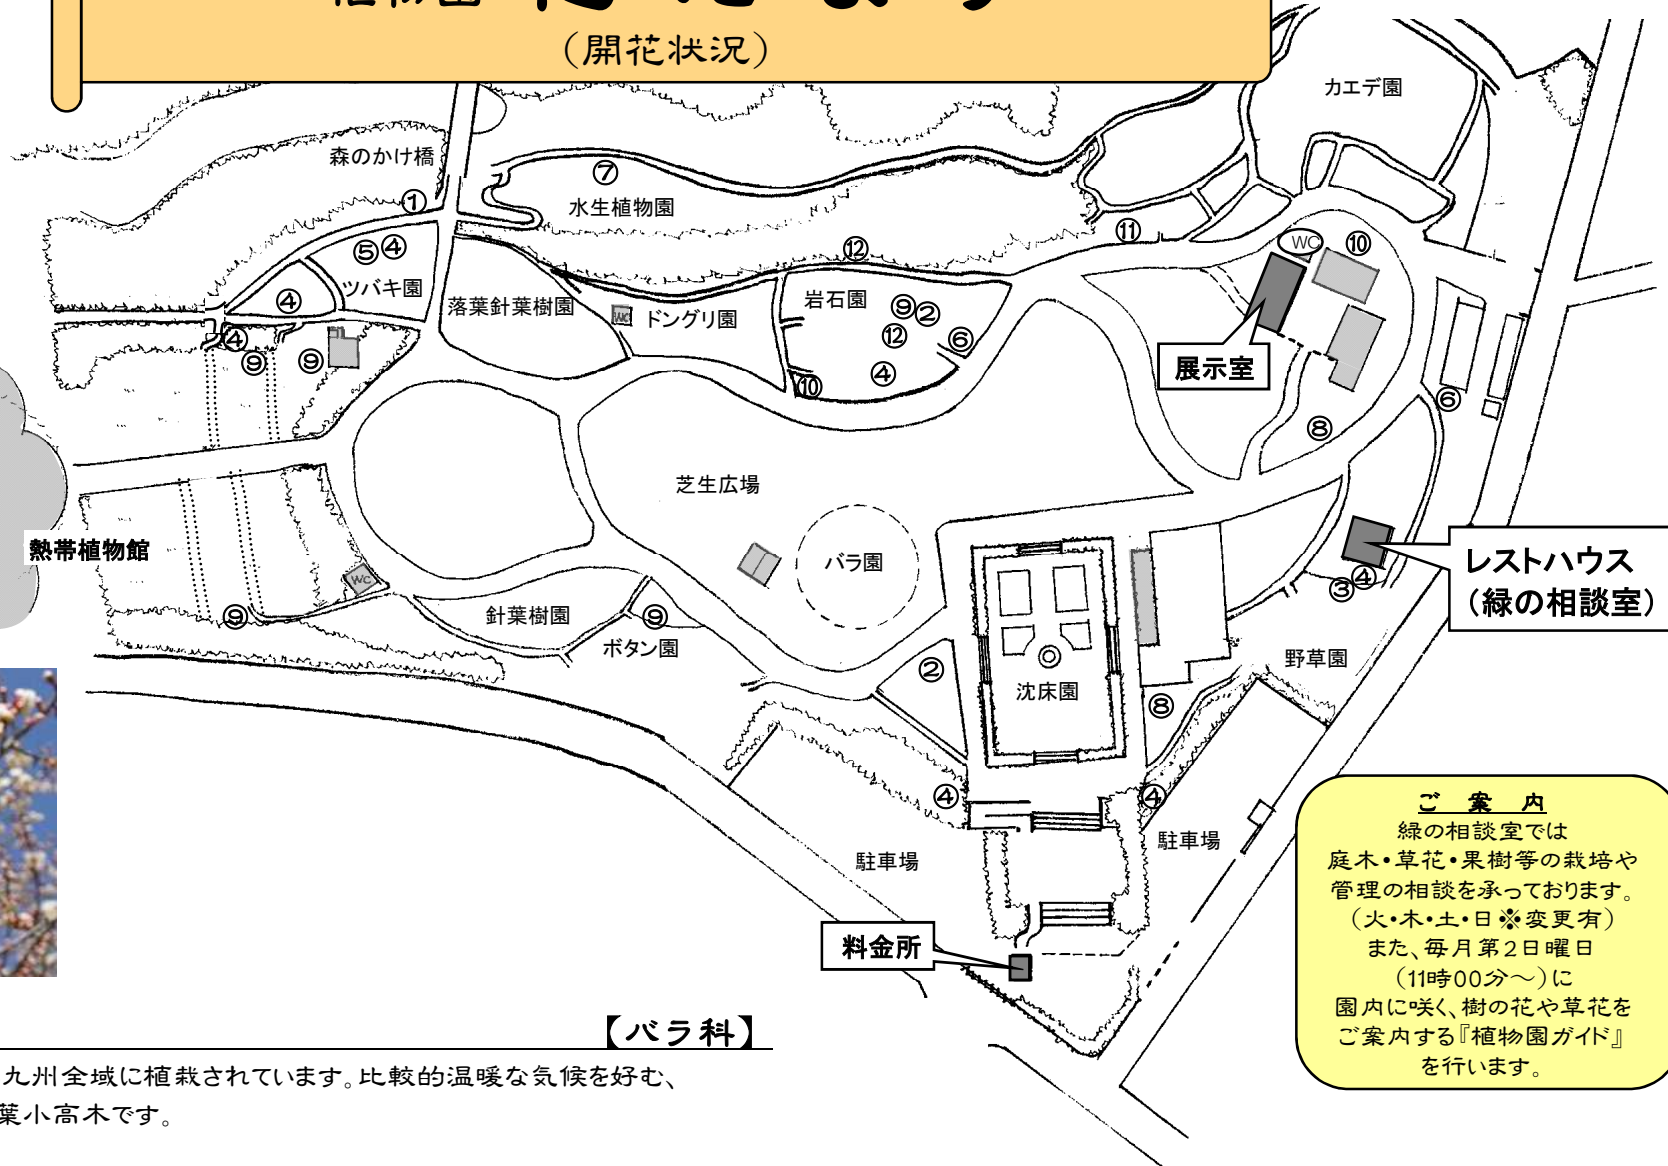 植物園
(開花状況)
カエデ園
森のかけ橋
⑦
①
水生植物園
⑪
⑤④
⑫
WC
⑩
④
ツバキ園
落葉針葉樹園
WC
ドングリ園
岩石園
⑨②
⑫
⑥
④
⑨
⑨
⑩
④
展示室
⑥
⑧
芝生広場
熱帯植物館
WC
バラ園
レストハウス
(緑の相談室)
③④
⑨
針葉樹園
⑨
ボタン園
②
◎
沈床園
野草園
⑧
④
④
駐車場
駐車場
料金所
ご 案 内
緑の相談室では
庭木・草花・果樹等の栽培や
管理の相談を承っております。
(火・木・土・日※変更有)
また、毎月第2日曜日
(11時00分～)に
園内に咲く、樹の花や草花を
ご案内する『植物園ガイド』
を行います。
【バラ科】
九州全域に植栽されています。比較的温暖な気候を好む、
葉小高木です。